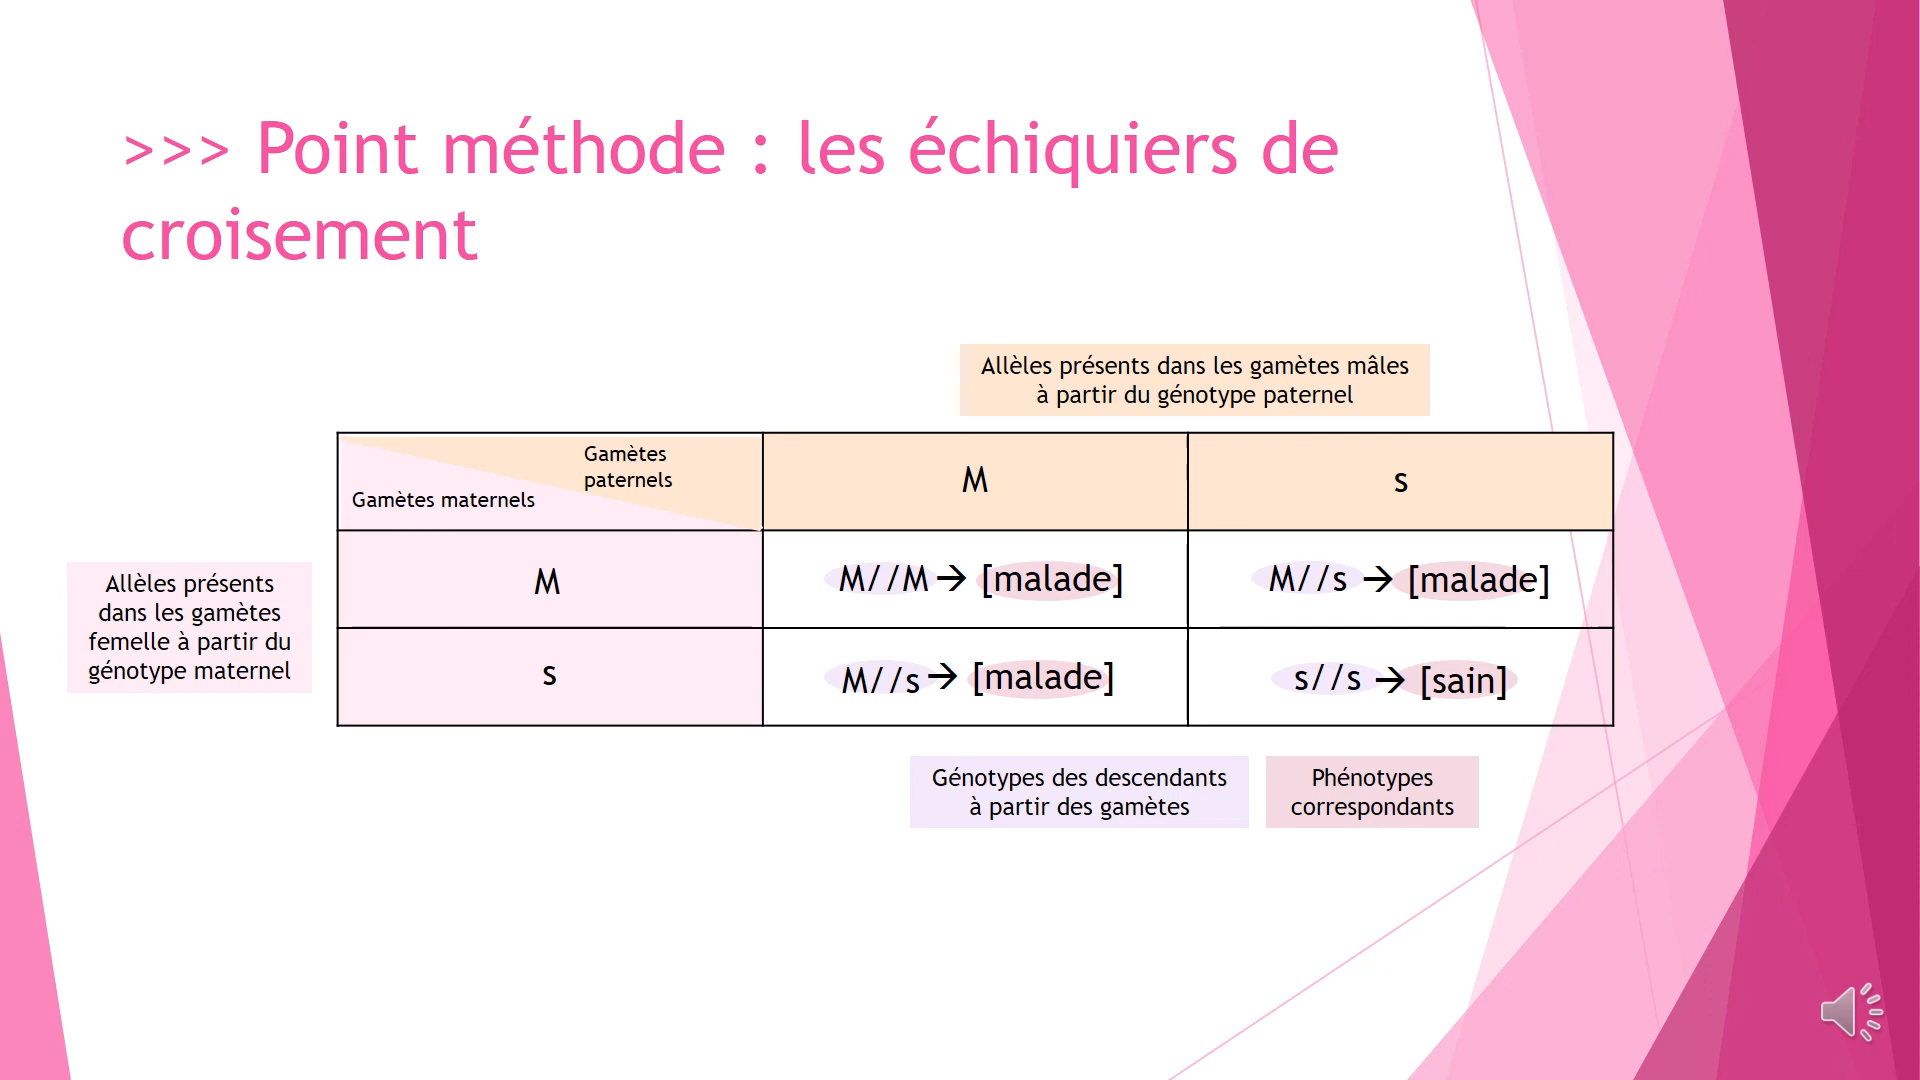 >>> Point méthode : les échiquiers de
croisement
Allèles présents dans les gamètes mâles
à partir du génotype paternel
Gamètes
paternels
Gamètes maternels
M
s
Allèles présents
dans les gamètes
femelle à partir du
génotype maternel
M
M//M → [malade]
M//s → [malade]
s
M//s → [malade]
s//s → [sain]
Génotypes des descendants
à partir des gamètes
Phénotypes
correspondants